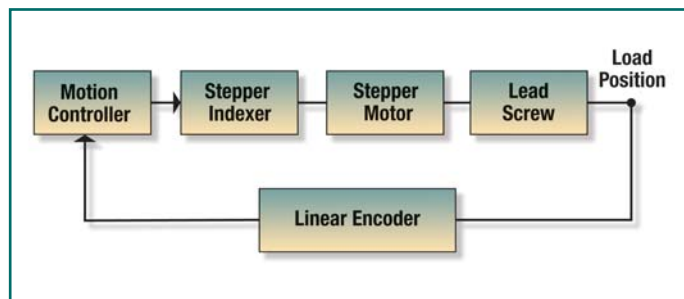 Motion
Controller
Stepper
Indexer
Stepper
Motor
Lead
Screw
Load
Position
Linear Encoder